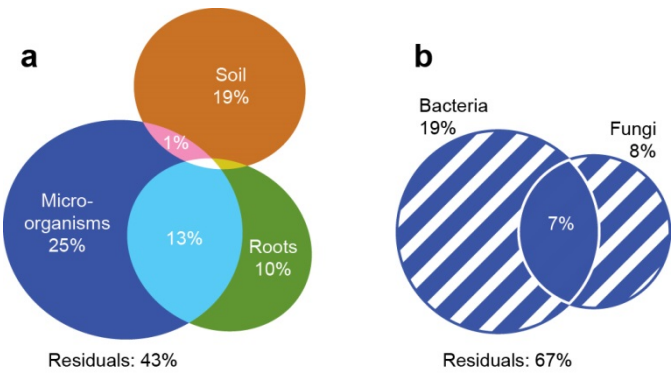 a
Soil
19%
1%
Micro-
organisms
25%
13%
Roots
10%
Residuals: 43%
b
Bacteria
19%
Fungi
8%
7%
Residuals: 67%